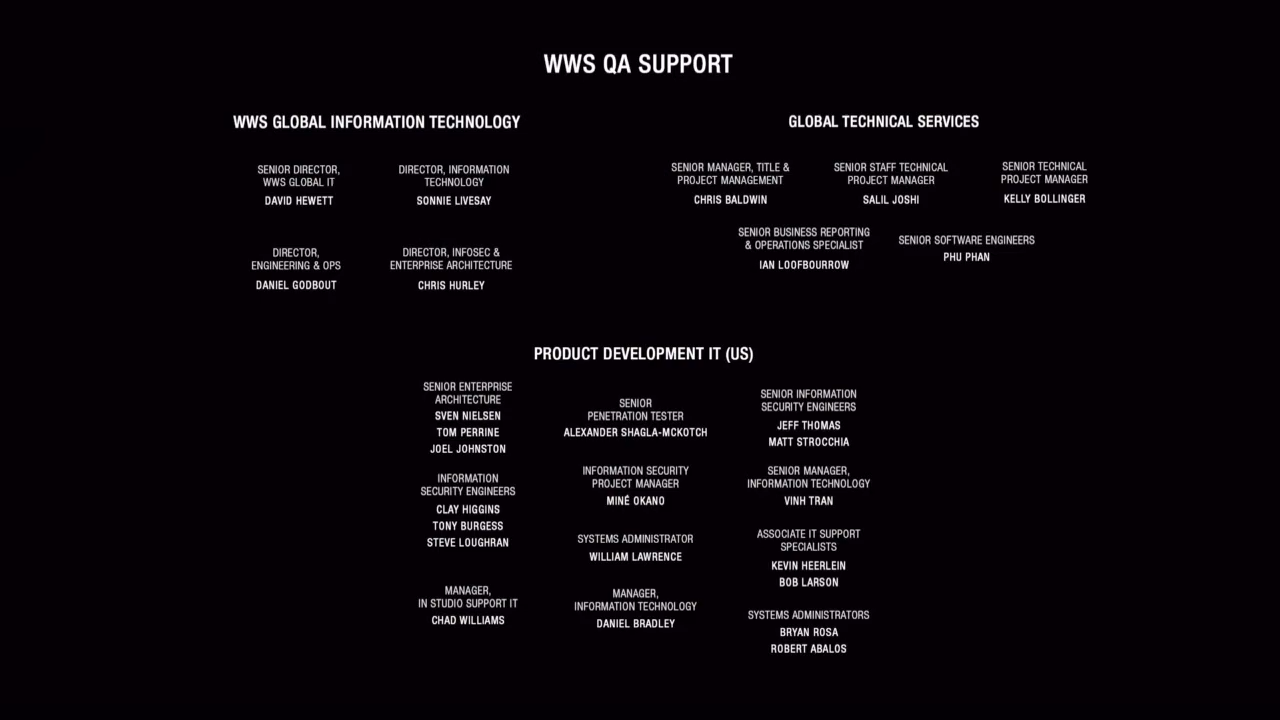 WWS QA SUPPORT
WWS GLOBAL INFORMATION TECHNOLOGY
SENIOR DIRECTOR,
WWS GLOBAL IT
DAVID HEWETT
DIRECTOR, INFORMATION
TECHNOLOGY
SONNIE LIVESAY
DIRECTOR,
ENGINEERING & OPS
DANIEL GODBOUT
DIRECTOR, INFOSEC &
ENTERPRISE ARCHITECTURE
CHRIS HURLEY
GLOBAL TECHNICAL SERVICES
SENIOR MANAGER, TITLE &
PROJECT MANAGEMENT
CHRIS BALDWIN
SENIOR STAFF TECHNICAL
PROJECT MANAGER
SALIL JOSHI
SENIOR TECHNICAL
PROJECT MANAGER
KELLY BOLLINGER
SENIOR BUSINESS REPORTING
& OPERATIONS SPECIALIST
IAN LOOFBOURROW
SENIOR SOFTWARE ENGINEERS
PHU PHAN
PRODUCT DEVELOPMENT IT (US)
SENIOR ENTERPRISE
ARCHITECTURE
SVEN NIELSEN
TOM PERRINE
JOEL JOHNSTON
INFORMATION
SECURITY ENGINEERS
CLAY HIGGINS
TONY BURGESS
STEVE LOUGHRAN
MANAGER,
IN STUDIO SUPPORT IT
CHAD WILLIAMS
SENIOR
PENETRATION TESTER
ALEXANDER SHAGLA-MCKOTCH
INFORMATION SECURITY
PROJECT MANAGER
MINÉ OKANO
SYSTEMS ADMINISTRATOR
WILLIAM LAWRENCE
MANAGER,
INFORMATION TECHNOLOGY
DANIEL BRADLEY
SENIOR INFORMATION
SECURITY ENGINEERS
JEFF THOMAS
MATT STROCCHIA
SENIOR MANAGER,
INFORMATION TECHNOLOGY
VINH TRAN
ASSOCIATE IT SUPPORT
SPECIALISTS
KEVIN HEERLEIN
BOB LARSON
SYSTEMS ADMINISTRATORS
BRYAN ROSA
ROBERT ABALOS